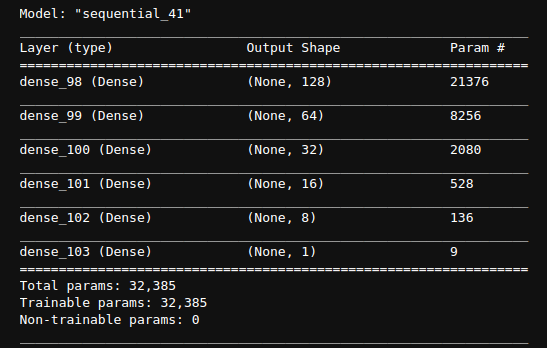 Model: "sequential_41"
Layer (type) Output Shape Param #
dense_98 (Dense) (None, 128) 21376
dense_99 (Dense) (None, 64) 8256
dense_100 (Dense) (None, 32) 2080
dense_101 (Dense) (None, 16) 528
dense_102 (Dense) (None, 8) 136
dense_103 (Dense) (None, 1) 9
Total params: 32,385
Trainable params: 32,385
Non-trainable params: 0